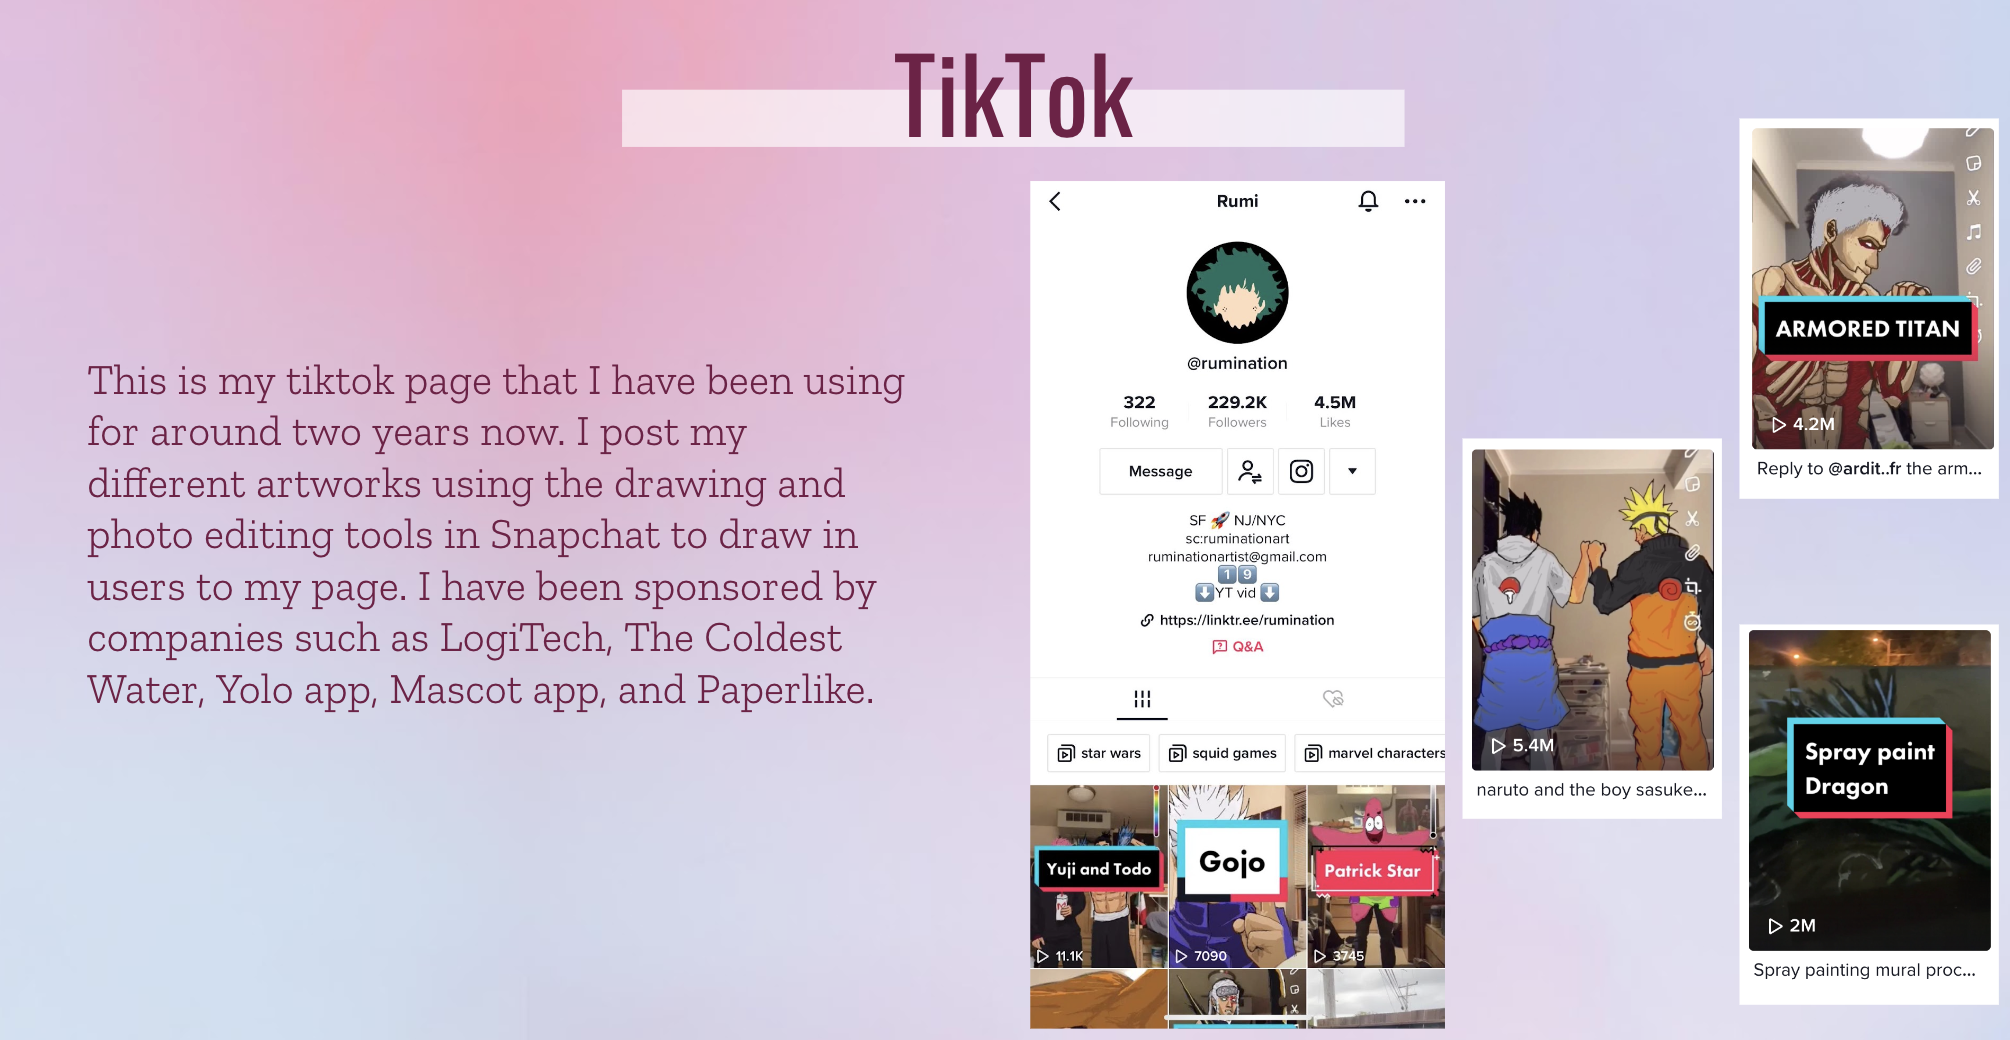 TikTok
This is my tiktok page that I have been using
for around two years now. I post my
different artworks using the drawing and
photo editing tools in Snapchat to draw in
users to my page. I have been sponsored by
companies such as LogiTech, The Coldest
Water, Yolo app, Mascot app, and Paperlike.
Rumi
@rumination
322 229.2K 4.5M
Following Followers Likes
Message
SF 🚀 NJ/NYC
sc:ruminationart
ruminationartist@gmail.com
1️⃣9️⃣
⬇️YT vid ⬇️
https://linktr.ee/rumination
Q&A
star wars squid games marvel characters
Yuji and Todo
11.1K
Gojo
7090
Patrick Star
3745
naruto and the boy sasuke...
5.4M
ARMORED TITAN
4.2M
Reply to @ardit..fr the arm...
Spray paint
Dragon
2M
Spray painting mural proc...